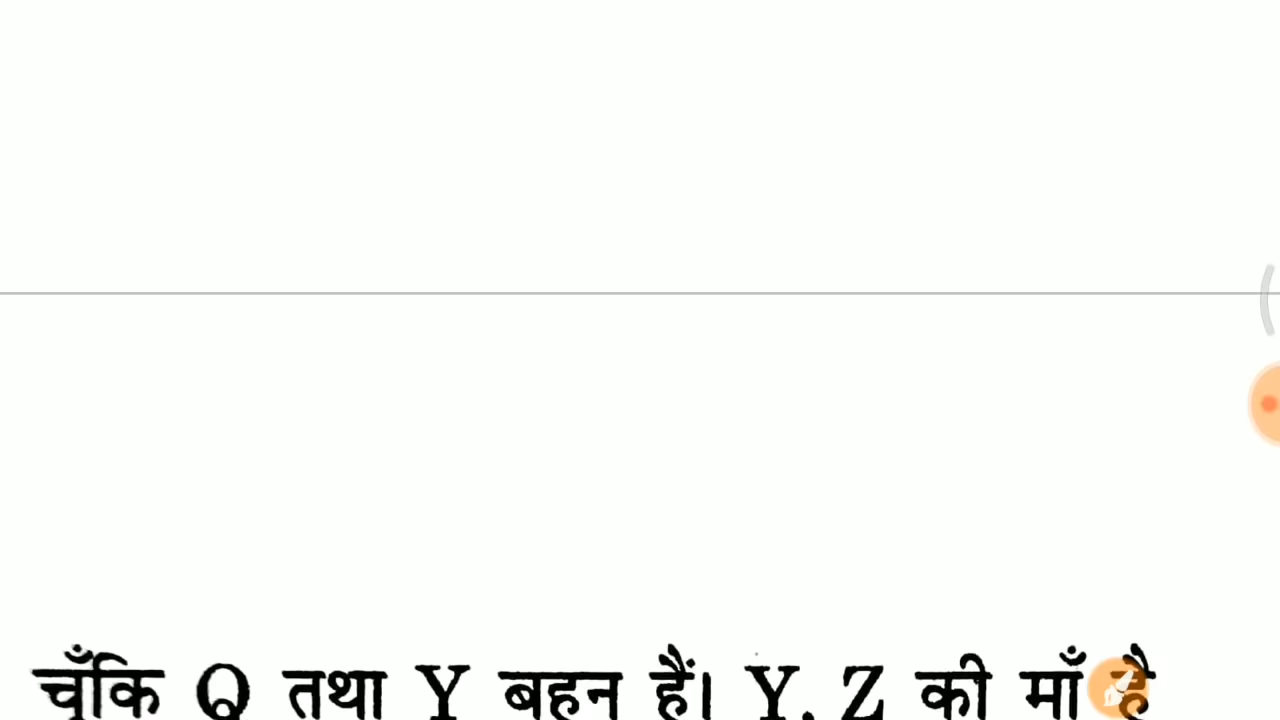 चूँकि Q तथा Y बहन हैं। Y, Z की माँ है